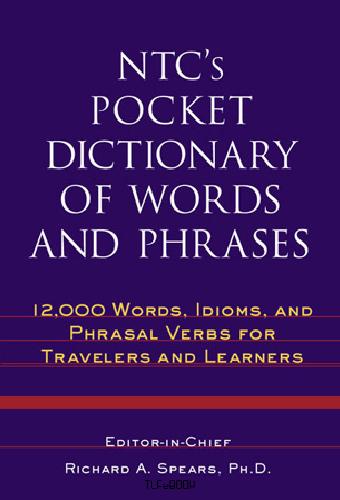 NTC's
POCKET
DICTIONARY
OF WORDS
AND PHRASES
12,000 WORDS, IDIOMS, AND
PHRASAL VERBS FOR
TRAVELERS AND LEARNERS
EDITOR-IN-CHIEF
RICHARD A. SPEARS, PH.D.
TLFeBOOK